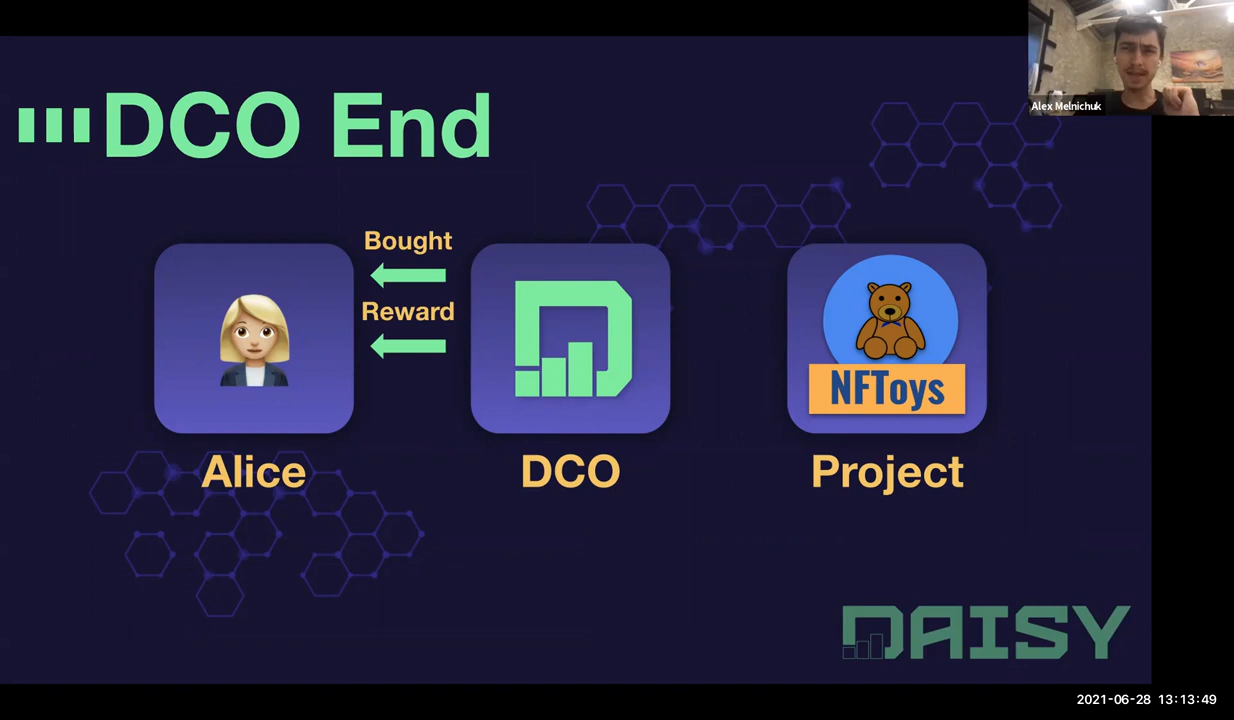 DCO End
Alex Melnichuk
Bought
Reward
NFToys
Alice
DCO
Project
DAISY
2021-06-28 13:13:49